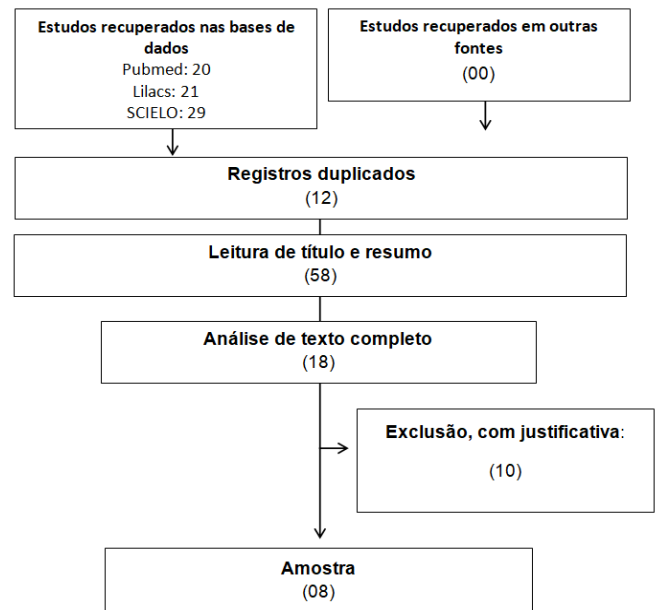 Estudos recuperados nas bases de
dados
Pubmed: 20
Lilacs: 21
SCIELO: 29
Estudos recuperados em outras
fontes
(00)
Registros duplicados
(12)
Leitura de título e resumo
(58)
Análise de texto completo
(18)
Exclusão, com justificativa:
(10)
Amostra
(08)